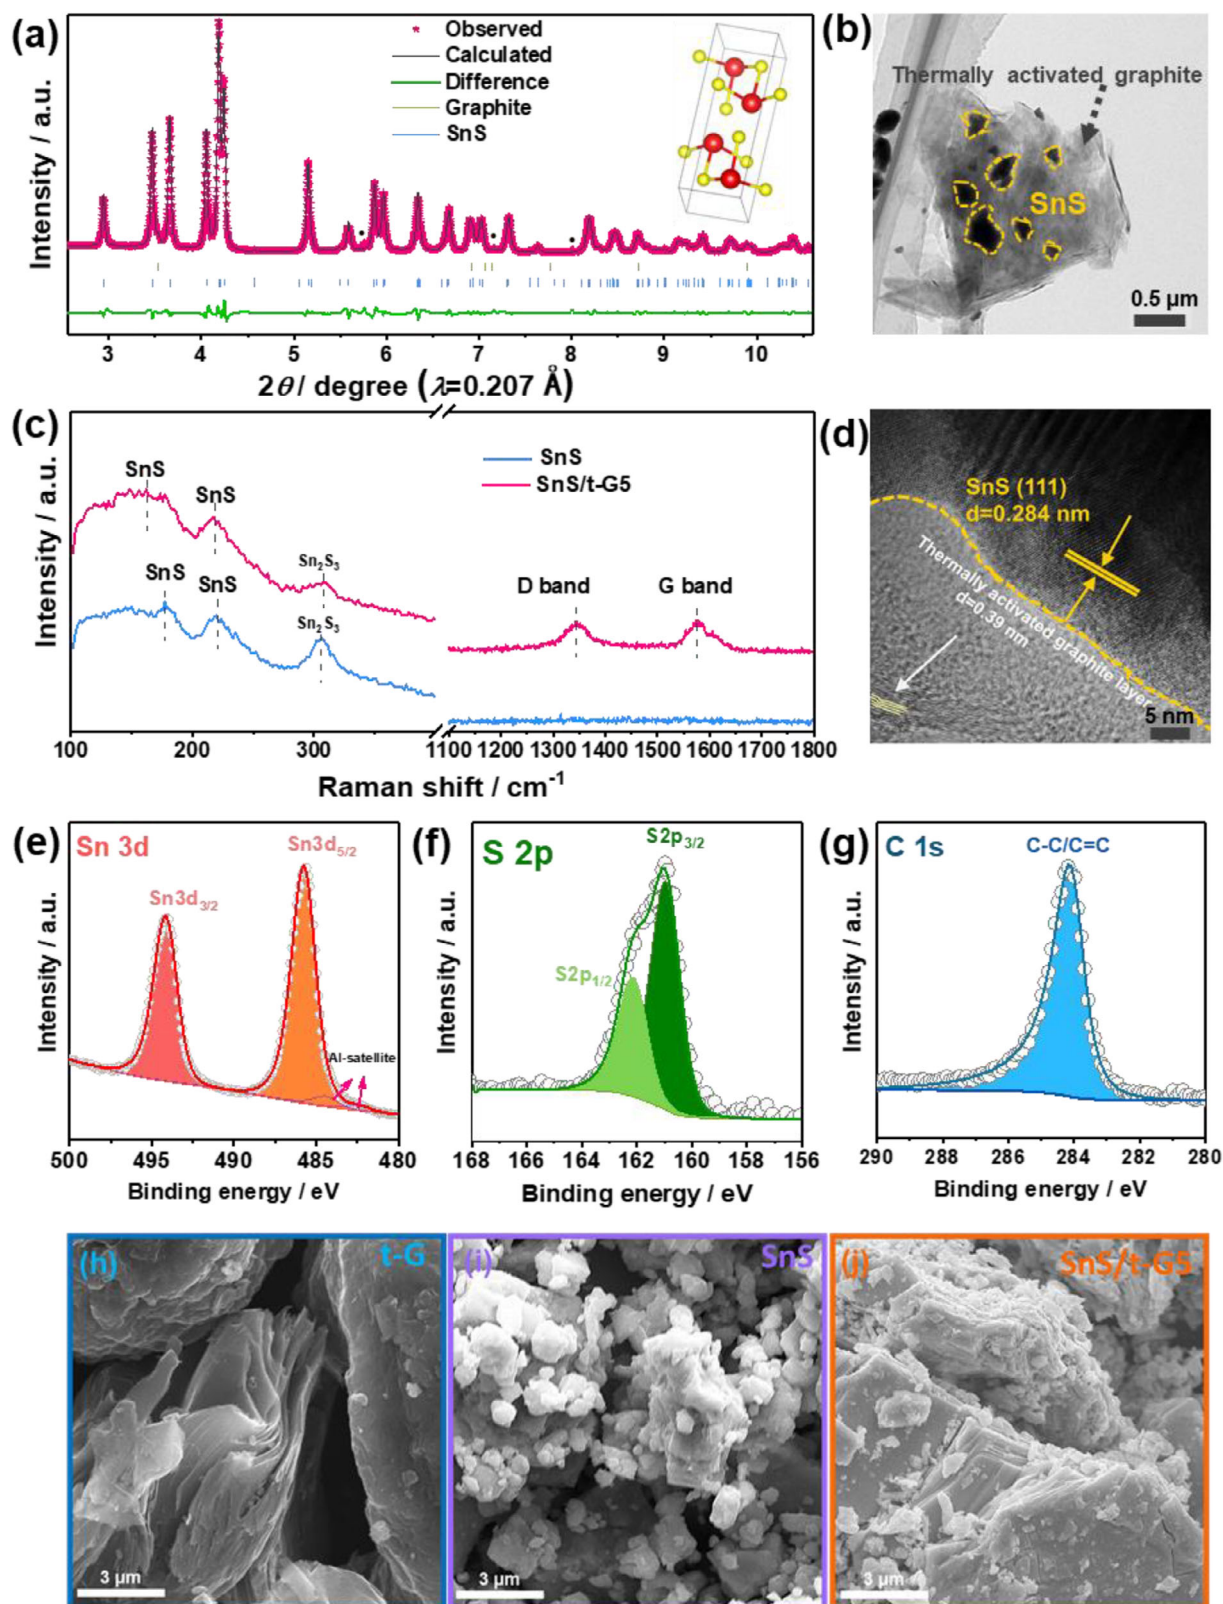 (a)
Observed
Calculated
Difference
Graphite
SnS
Intensity / a.u.
3 4 5 6 7 8 9 10
2θ / degree (λ=0.207 Å)
(b)
Thermally activated graphite
SnS
0.5 μm
(c)
SnS
SnS/t-G5
SnS
SnS
Sn₂S₃
SnS
SnS
Sn₂S₃
D band
G band
Intensity / a.u.
100 200 300 1100 1200 1300 1400 1500 1600 1700 1800
Raman shift / cm⁻¹
(d)
SnS (111)
d=0.284 nm
Thermally activated graphite layer
d=0.39 nm
5 nm
(e)
Sn 3d
Sn3d₅/₂
Sn3d₃/₂
Al-satellite
Intensity / a.u.
500 495 490 485 480
Binding energy / eV
(f)
S 2p
S2p₃/₂
S2p₁/₂
Intensity / a.u.
168 166 164 162 160 158 156
Binding energy / eV
(g)
C 1s
C-C/C=C
Intensity / a.u.
290 288 286 284 282 280
Binding energy / eV
(h)
t-G
3 μm
(i)
SnS
3 μm
(j)
SnS/t-G5
3 μm